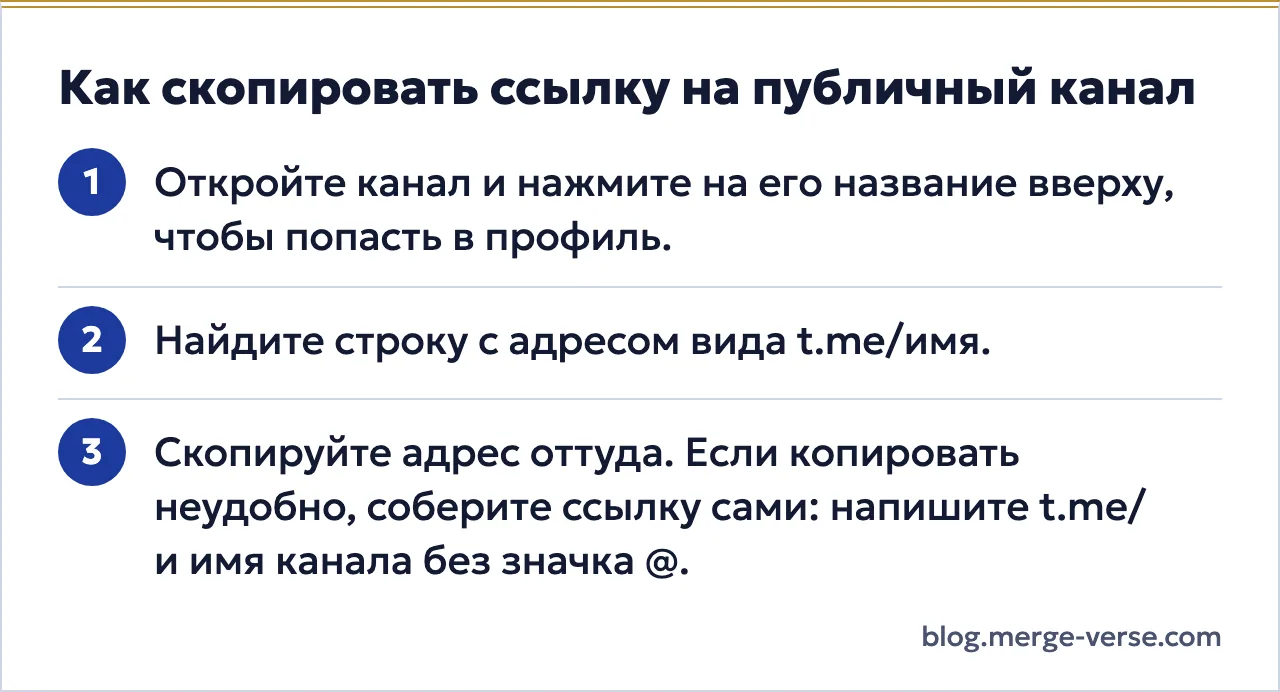 Как скопировать ссылку на публичный канал
1
Откройте канал и нажмите на его название вверху,
чтобы попасть в профиль.
2
Найдите строку с адресом вида t.me/имя.
3
Скопируйте адрес оттуда. Если копировать
неудобно, соберите ссылку сами: напишите t.me/
и имя канала без значка @.
blog.merge-verse.com